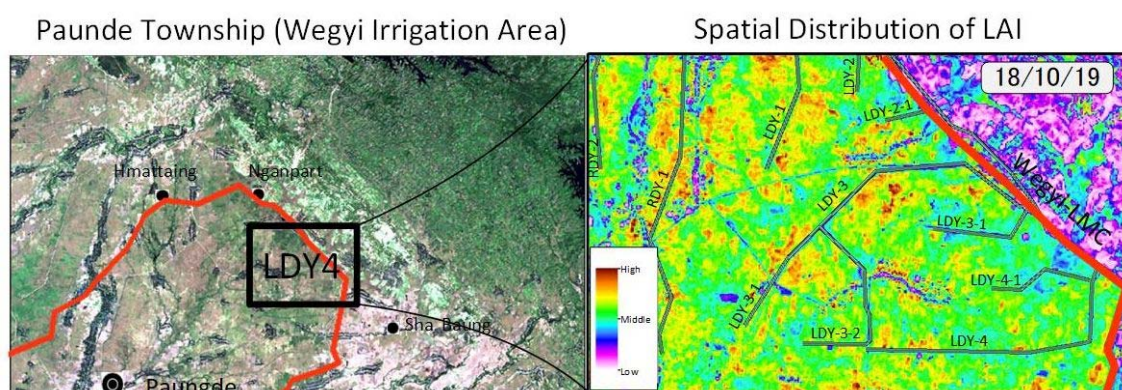 Paunde Township (Wegyi Irrigation Area)
Spatial Distribution of LAI
Hmattaing
Nganpart
LDY4
Sha Baung
Paungde
18/10/19
LDY-2
LDY-1
LDY-2-1
RDY-2
RDY-1
LDY-3
Wegyi-LMC
LDY-3-1
LDY-3-1
LDY-4-1
LDY-3-2
LDY-4
High
Middle
Low